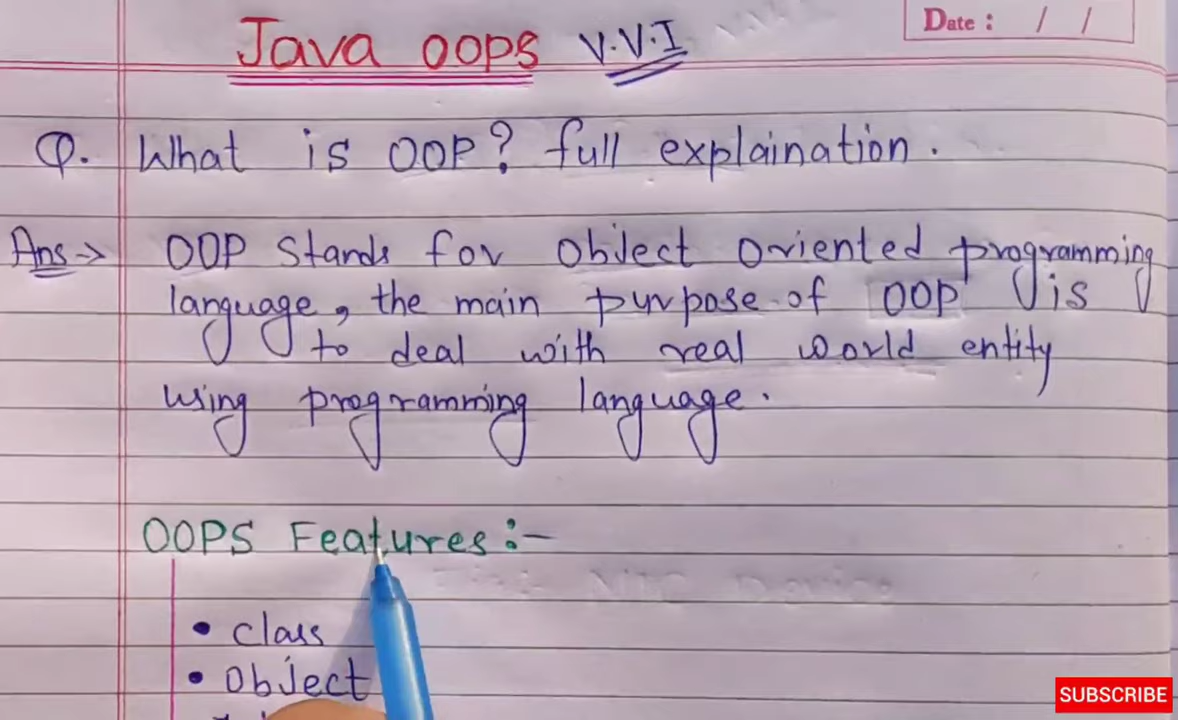 Java OOPS V.V.I
Date : / /
Q. What is OOP? full explaination.
Ans-> OOP stands for Object Oriented programming
language, the main purpose of OOP is
to deal with real world entity
using programming language.
OOPS Features:-
• class
• Object
SUBSCRIBE